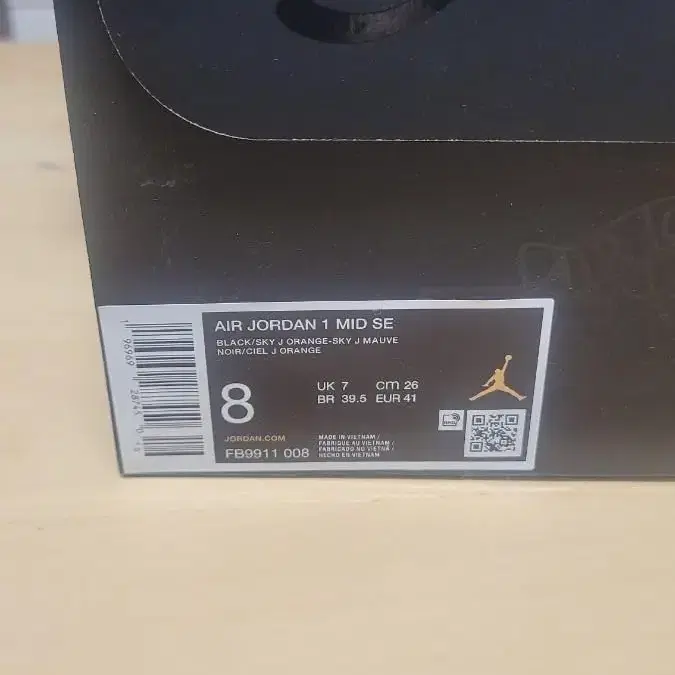 AIR JORDAN 1 MID SE
BLACK/SKY J ORANGE-SKY J MAUVE
NOIR/CIEL J ORANGE
8
UK 7 cm 26
BR 39.5 EUR 41
JORDAN.COM
FB9911 008
MADE IN VIETNAM /
FABRIQUE AU VIETNAM /
FABRICADO NO VIETNÃ /
HECHO EN VIETNAM